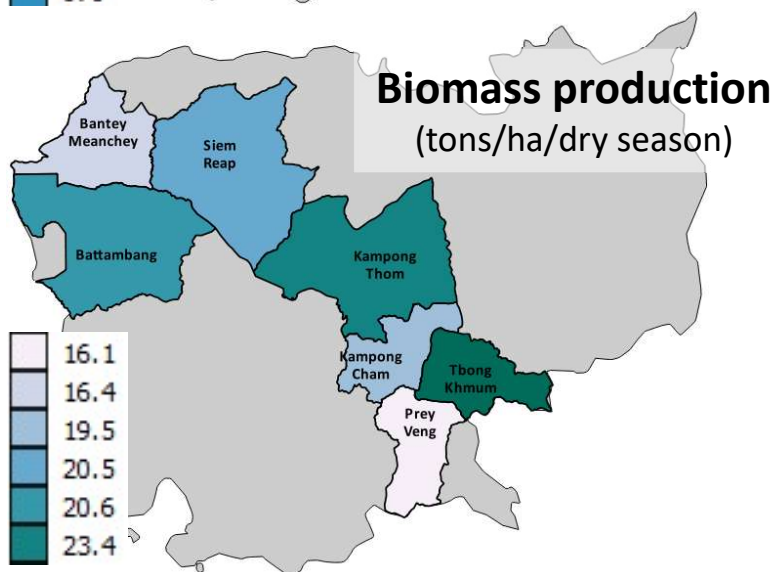 Biomass production
(tons/ha/dry season)
Bantey
Meanchey
Siem
Reap
Battambang
Kampong
Thom
Kampong
Cham
Tbong
Khmum
Prey
Veng
16.1
16.4
19.5
20.5
20.6
23.4